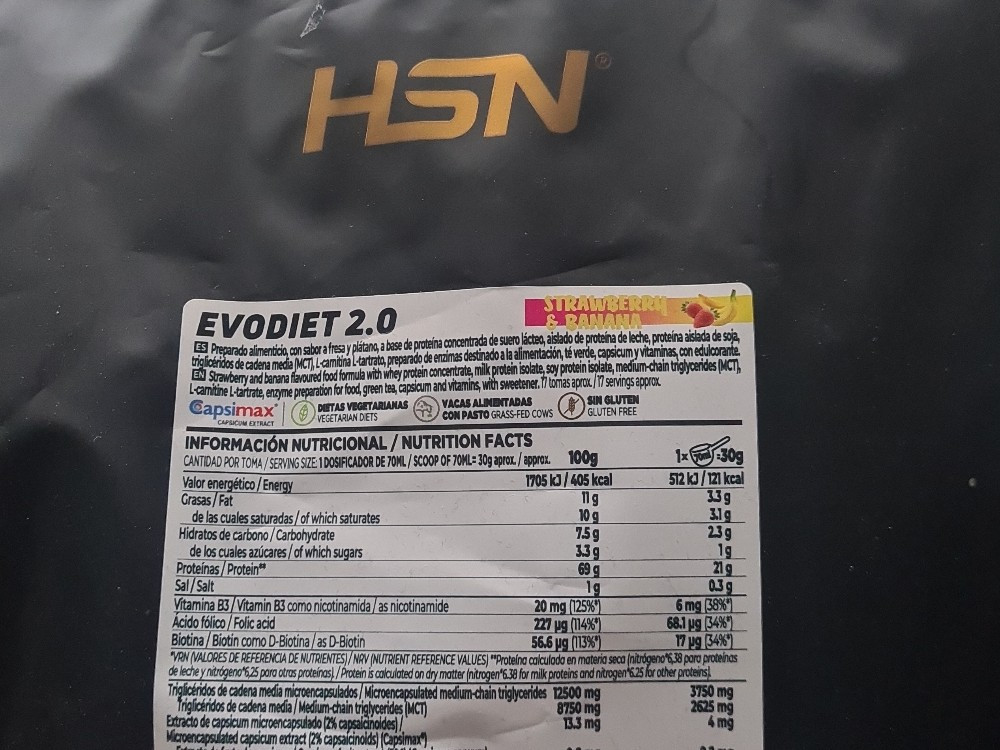 HSN®
EVODIET 2.0
STRAWBERRY
& BANANA
ES Preparado alimenticio, con sabor a fresa y plátano, a base de proteína concentrada de suero lácteo, aislado de proteína de leche, proteína aislada de soja,
triglicéridos de cadena media (MCT), L-carnitina L-tartrato, preparado de enzimas destinado a la alimentación, té verde, capsicum y vitaminas, con edulcorante.
EN Strawberry and banana flavoured food formula with whey protein concentrate, milk protein isolate, soy protein isolate, medium-chain triglycerides (MCT),
L-carnitine L-tartrate, enzyme preparation for food, green tea, capsicum and vitamins, with sweetener. 17 tomas aprox. / 17 servings approx.
Capsimax®
CAPSICUM EXTRACT
DIETAS VEGETARIANAS
VEGETARIAN DIETS
VACAS ALIMENTADAS
CON PASTO GRASS-FED COWS
SIN GLUTEN
GLUTEN FREE
INFORMACIÓN NUTRICIONAL / NUTRITION FACTS
CANTIDAD POR TOMA / SERVING SIZE: 1 DOSIFICADOR DE 70ML / SCOOP OF 70ML= 30g aprox. / approx. 100g 1x 70ml =30g
Valor energético / Energy 1705 kJ / 405 kcal 512 kJ / 121 kcal
Grasas / Fat 11 g 3.3 g
de las cuales saturadas / of which saturates 10 g 3.1 g
Hidratos de carbono / Carbohydrate 7.5 g 2.3 g
de los cuales azúcares / of which sugars 3.3 g 1 g
Proteínas / Protein** 69 g 21 g
Sal / Salt 1 g 0.3 g
Vitamina B3 / Vitamin B3 como nicotinamida / as nicotinamide 20 mg (125%*) 6 mg (38%*)
Ácido fólico / Folic acid 227 µg (114%*) 68.1 µg (34%*)
Biotina / Biotin como D-Biotina / as D-Biotin 56.6 µg (113%*) 17 µg (34%*)
*VRN (VALORES DE REFERENCIA DE NUTRIENTES) / NRV (NUTRIENT REFERENCE VALUES) **Proteína calculada en materia seca (nitrógeno*6,38 para proteínas
de leche y nitrógeno*6,25 para otras proteínas). / Protein is calculated on dry matter (nitrogen*6.38 for milk proteins and nitrogen*6.25 for other proteins).
Triglicéridos de cadena media microencapsulados / Microencapsulated medium-chain triglycerides 12500 mg 3750 mg
Triglicéridos de cadena media / Medium-chain triglycerides (MCT) 8750 mg 2625 mg
Extracto de capsicum microencapsulado (2% capsaicinoides) / 13.3 mg 4 mg
Microencapsulated capsicum extract (2% capsaicinoids) (Capsimax®)